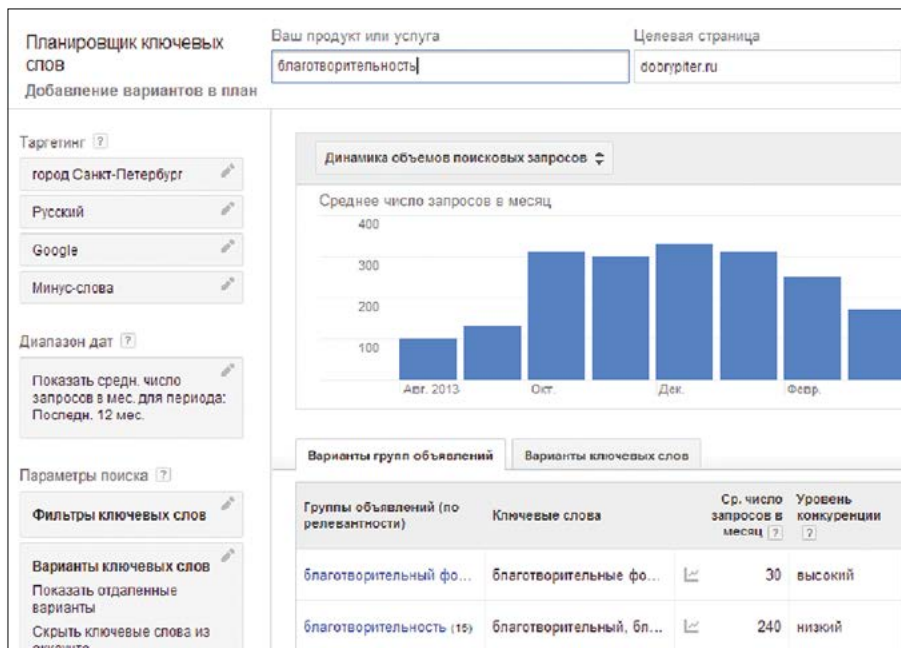 Планировщик ключевых
слов
Добавление вариантов в план
Ваш продукт или услуга
благотворительность
Целевая страница
dobrypiter.ru
Таргетинг ?
город Санкт-Петербург
Русский
Google
Минус-слова
Диапазон дат ?
Показать средн. число
запросов в мес. для периода:
Последн. 12 мес.
Параметры поиска ?
Фильтры ключевых слов
Варианты ключевых слов
Показать отдаленные
варианты
Скрыть ключевые слова из
Динамика объемов поисковых запросов
Среднее число запросов в месяц
400
300
200
100
Авг. 2013 Окт. Дек. Февр.
Варианты групп объявлений Варианты ключевых слов
Группы объявлений (по
релевантности)
Ключевые слова
Ср. число
запросов в
месяц ?
Уровень
конкуренции
?
благотворительный фо... благотворительные фо... 30 высокий
благотворительность (15) благотворительный, бл... 240 низкий